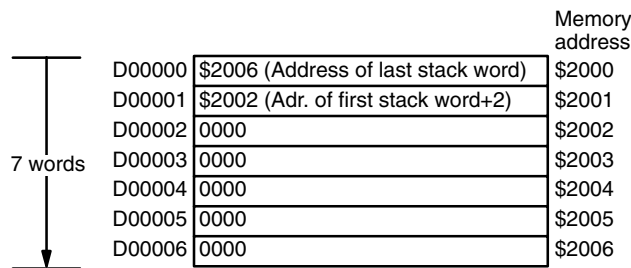 Memory
address
D00000 $2006 (Address of last stack word) $2000
D00001 $2002 (Adr. of first stack word+2) $2001
D00002 0000 $2002
D00003 0000 $2003
7 words
D00004 0000 $2004
D00005 0000 $2005
D00006 0000 $2006